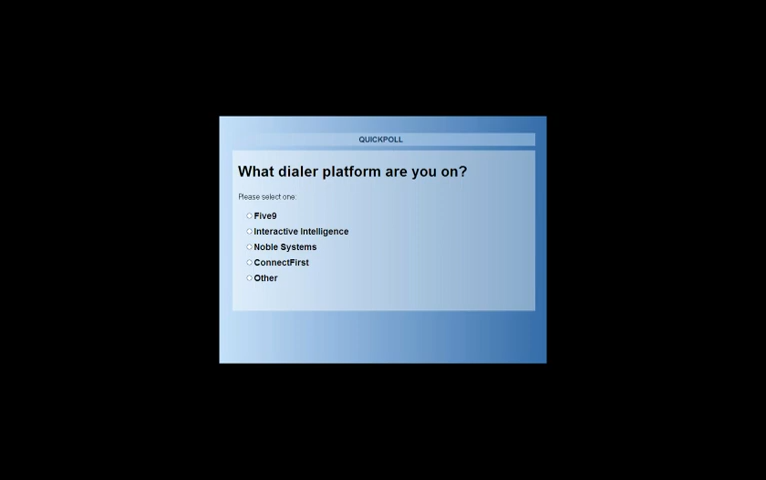 QUICKPOLL
What dialer platform are you on?
Please select one:
Five9
Interactive Intelligence
Noble Systems
ConnectFirst
Other